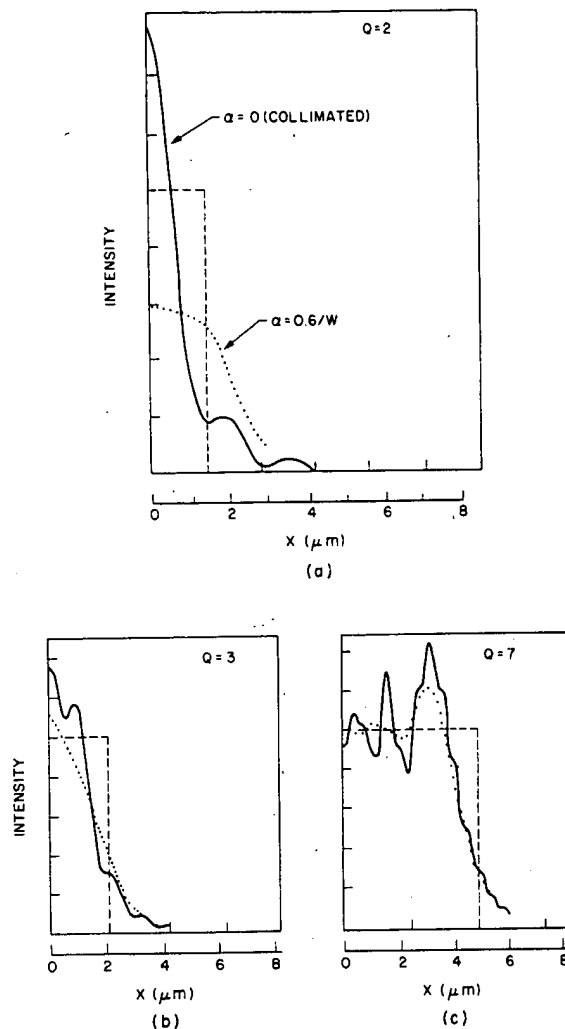 Q=2
α=0 (COLLIMATED)
INTENSITY
α=0.6/W
0 2 4 6 8
X (μm)
(a)
Q=3
Q=7
INTENSITY
0 2 4 6 8
0 2 4 6 8
X (μm)
X (μm)
(b)
(c)